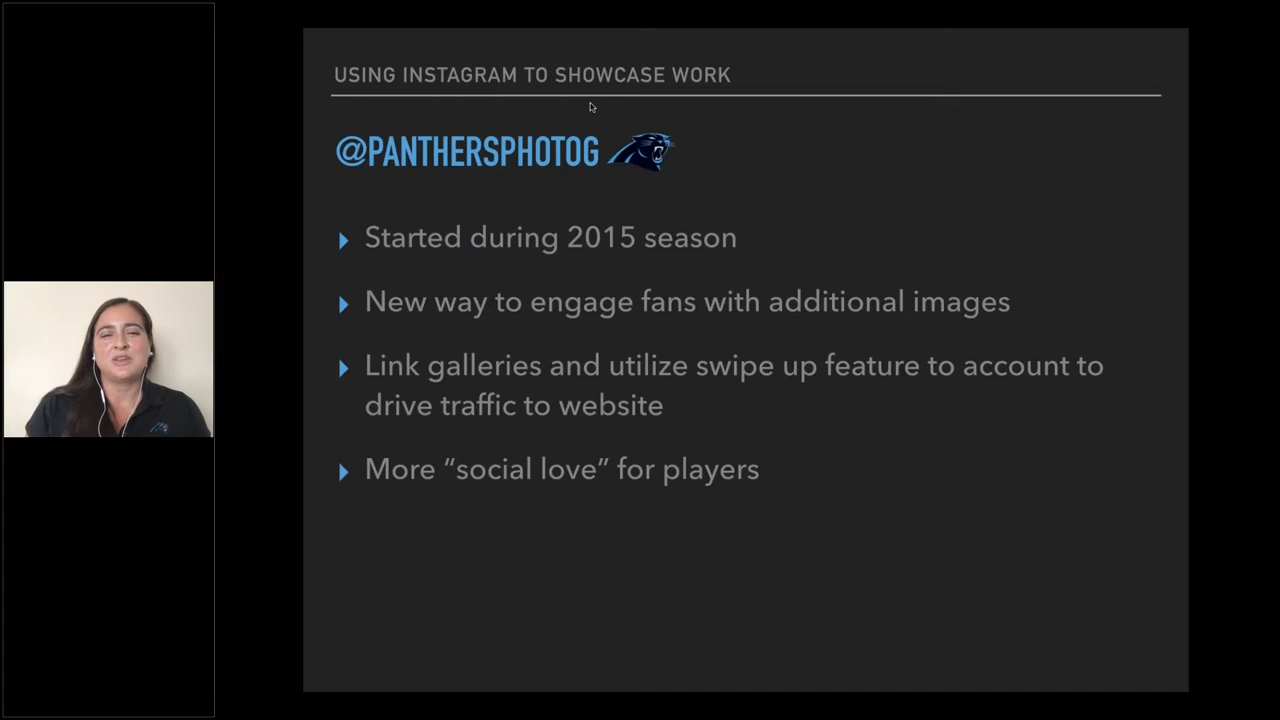 USING INSTAGRAM TO SHOWCASE WORK
@PANTHERSPHOTOG
Started during 2015 season
New way to engage fans with additional images
Link galleries and utilize swipe up feature to account to
drive traffic to website
More “social love” for players